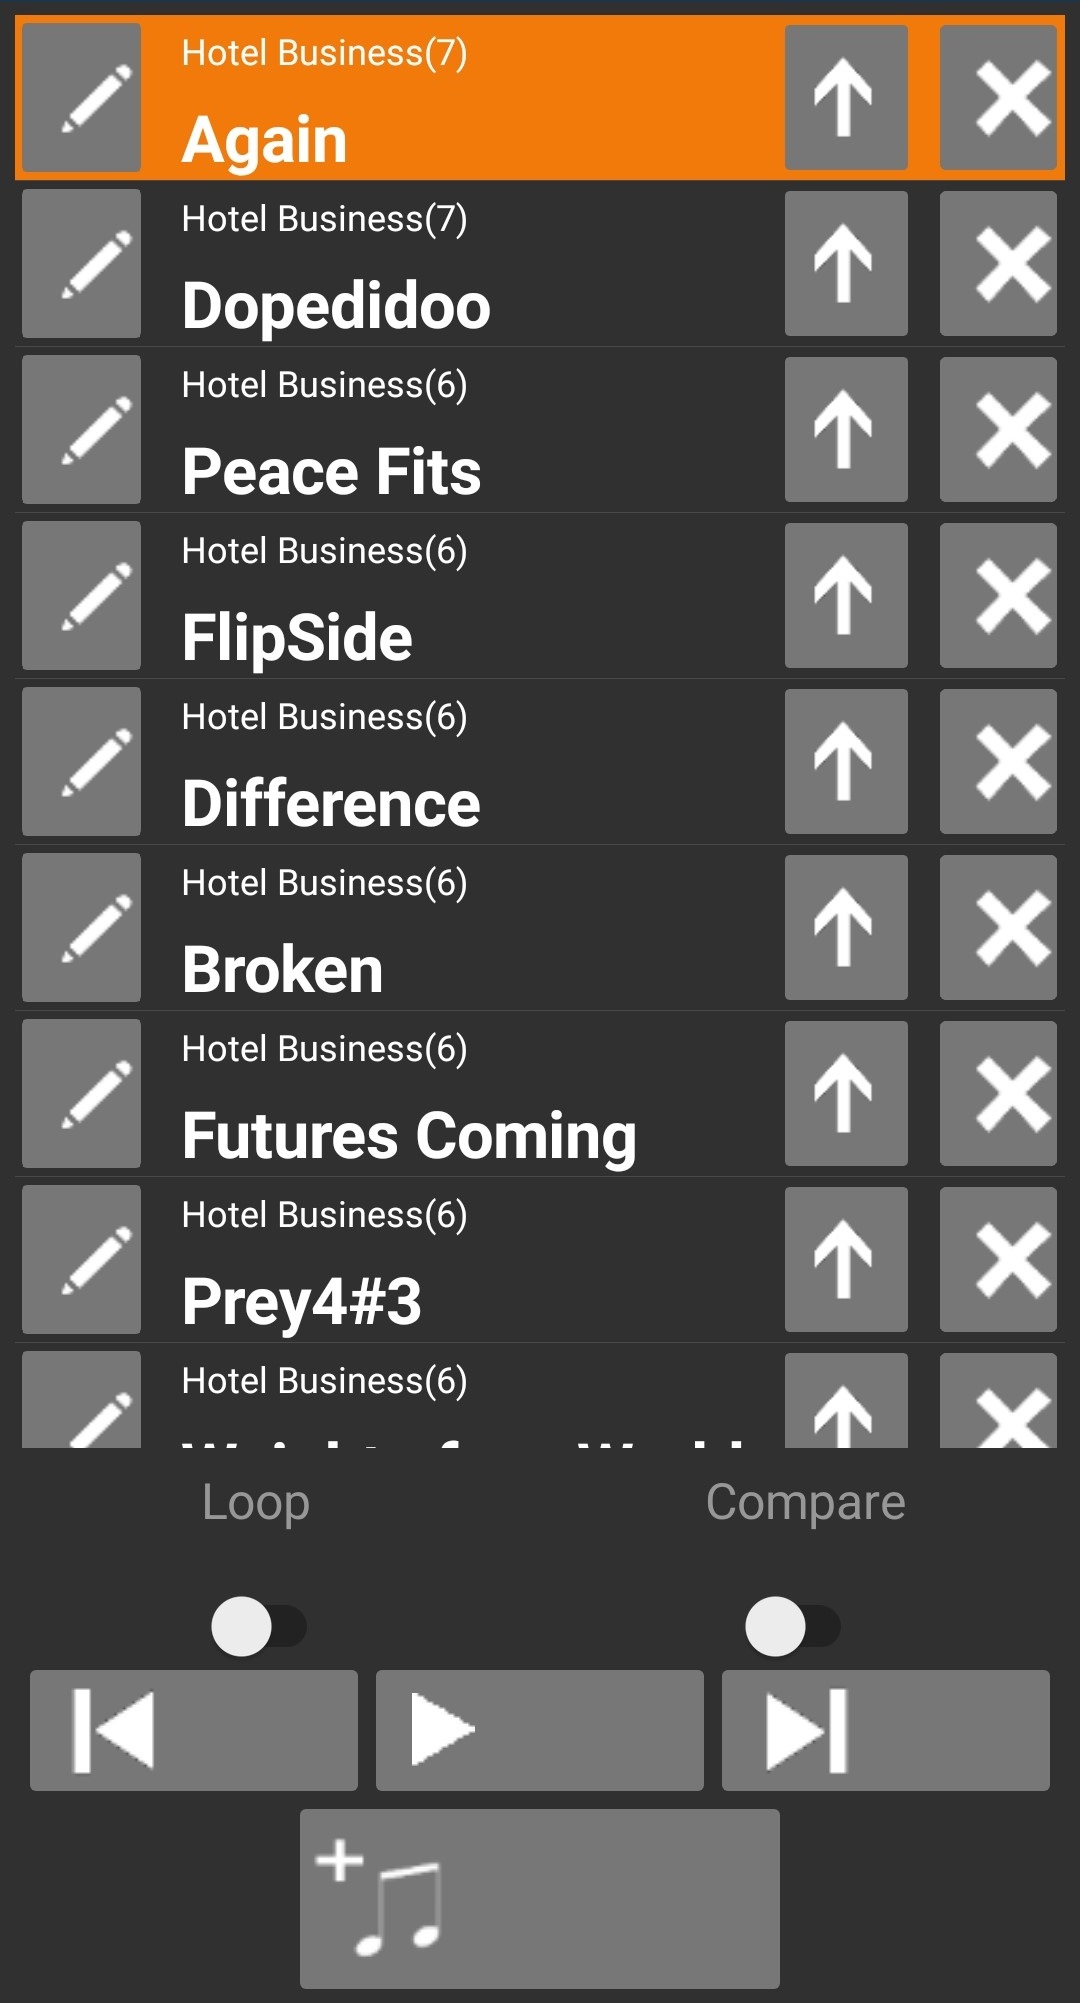 Hotel Business(7)
Again
Hotel Business(7)
Dopedidoo
Hotel Business(6)
Peace Fits
Hotel Business(6)
FlipSide
Hotel Business(6)
Difference
Hotel Business(6)
Broken
Hotel Business(6)
Futures Coming
Hotel Business(6)
Prey4#3
Hotel Business(6)
Loop
Compare